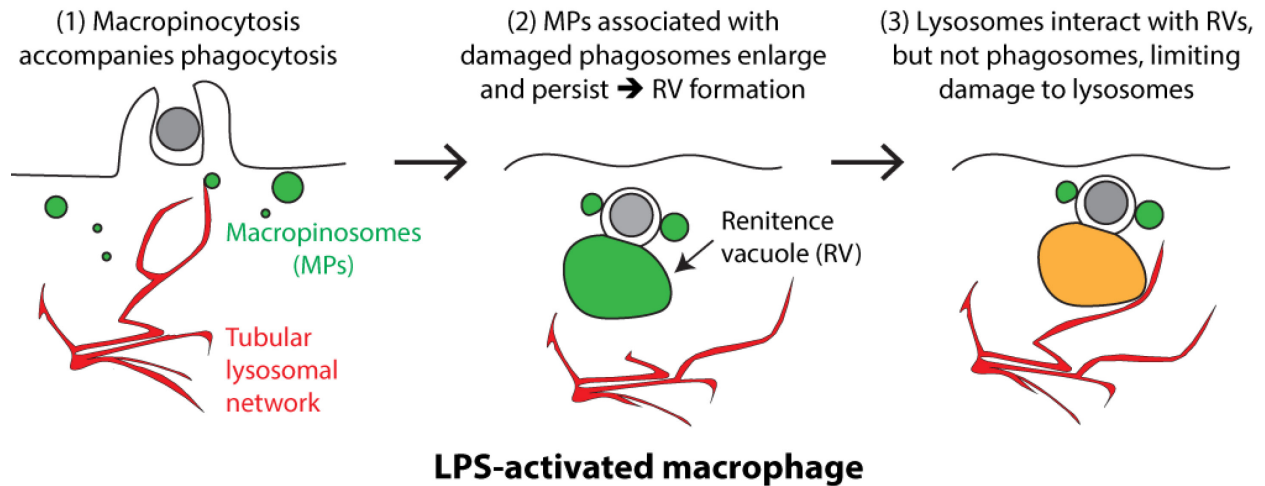 (1) Macropinocytosis
accompanies phagocytosis
(2) MPs associated with
damaged phagosomes enlarge
and persist ➔ RV formation
(3) Lysosomes interact with RVs,
but not phagosomes, limiting
damage to lysosomes
Macropinosomes
(MPs)
Tubular
lysosomal
network
Renitence
vacuole (RV)
LPS-activated macrophage